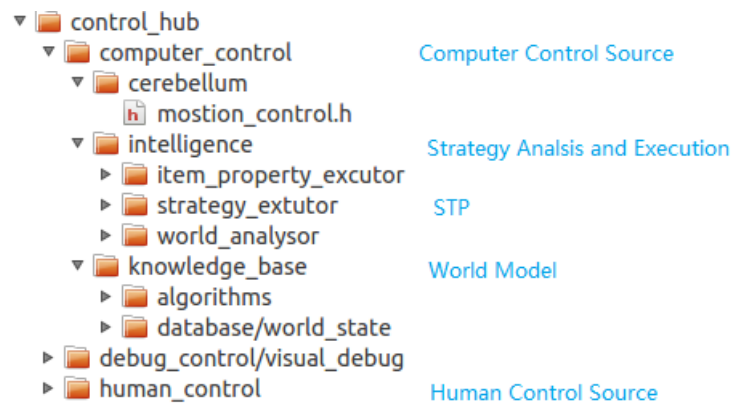 control_hub
computer_control Computer Control Source
cerebellum
h mostion_control.h
intelligence Strategy Analsis and Execution
item_property_excutor
strategy_extutor STP
world_analysor
knowledge_base World Model
algorithms
database/world_state
debug_control/visual_debug
human_control Human Control Source